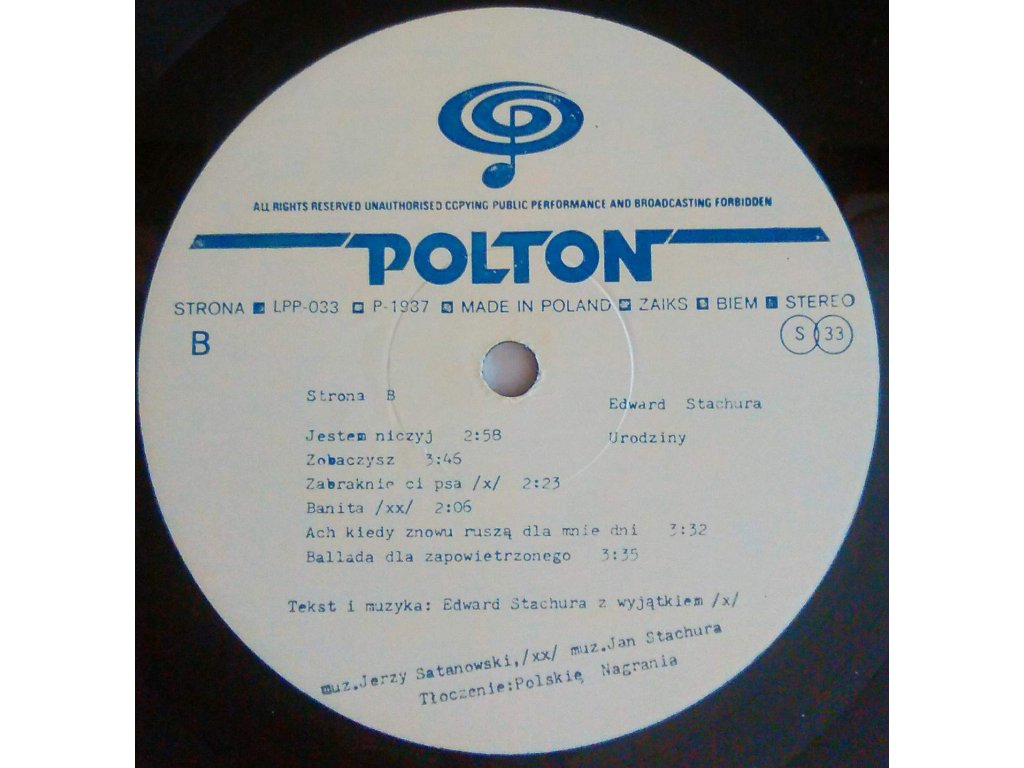 ALL RIGHTS RESERVED UNAUTHORISED COPYING PUBLIC PERFORMANCE AND BROADCASTING FORBIDDEN
POLTON
STRONA LPP-033 P-1937 MADE IN POLAND ZAIKS BIEM STEREO
B S 33
Strona B
Edward Stachura
Jestem niczyj 2:58
Urodziny
Zobaczysz 3:46
Zabraknie ci psa /x/ 2:23
Banita /xx/ 2:06
Ach kiedy znowu ruszą dla mnie dni 3:32
Ballada dla zapowietrzonego 3:35
Tekst i muzyka: Edward Stachura z wyjątkiem /x/
muz.Jerzy Satanowski,/xx/ muz.Jan Stachura
Tłoczenie:Polskie Nagrania